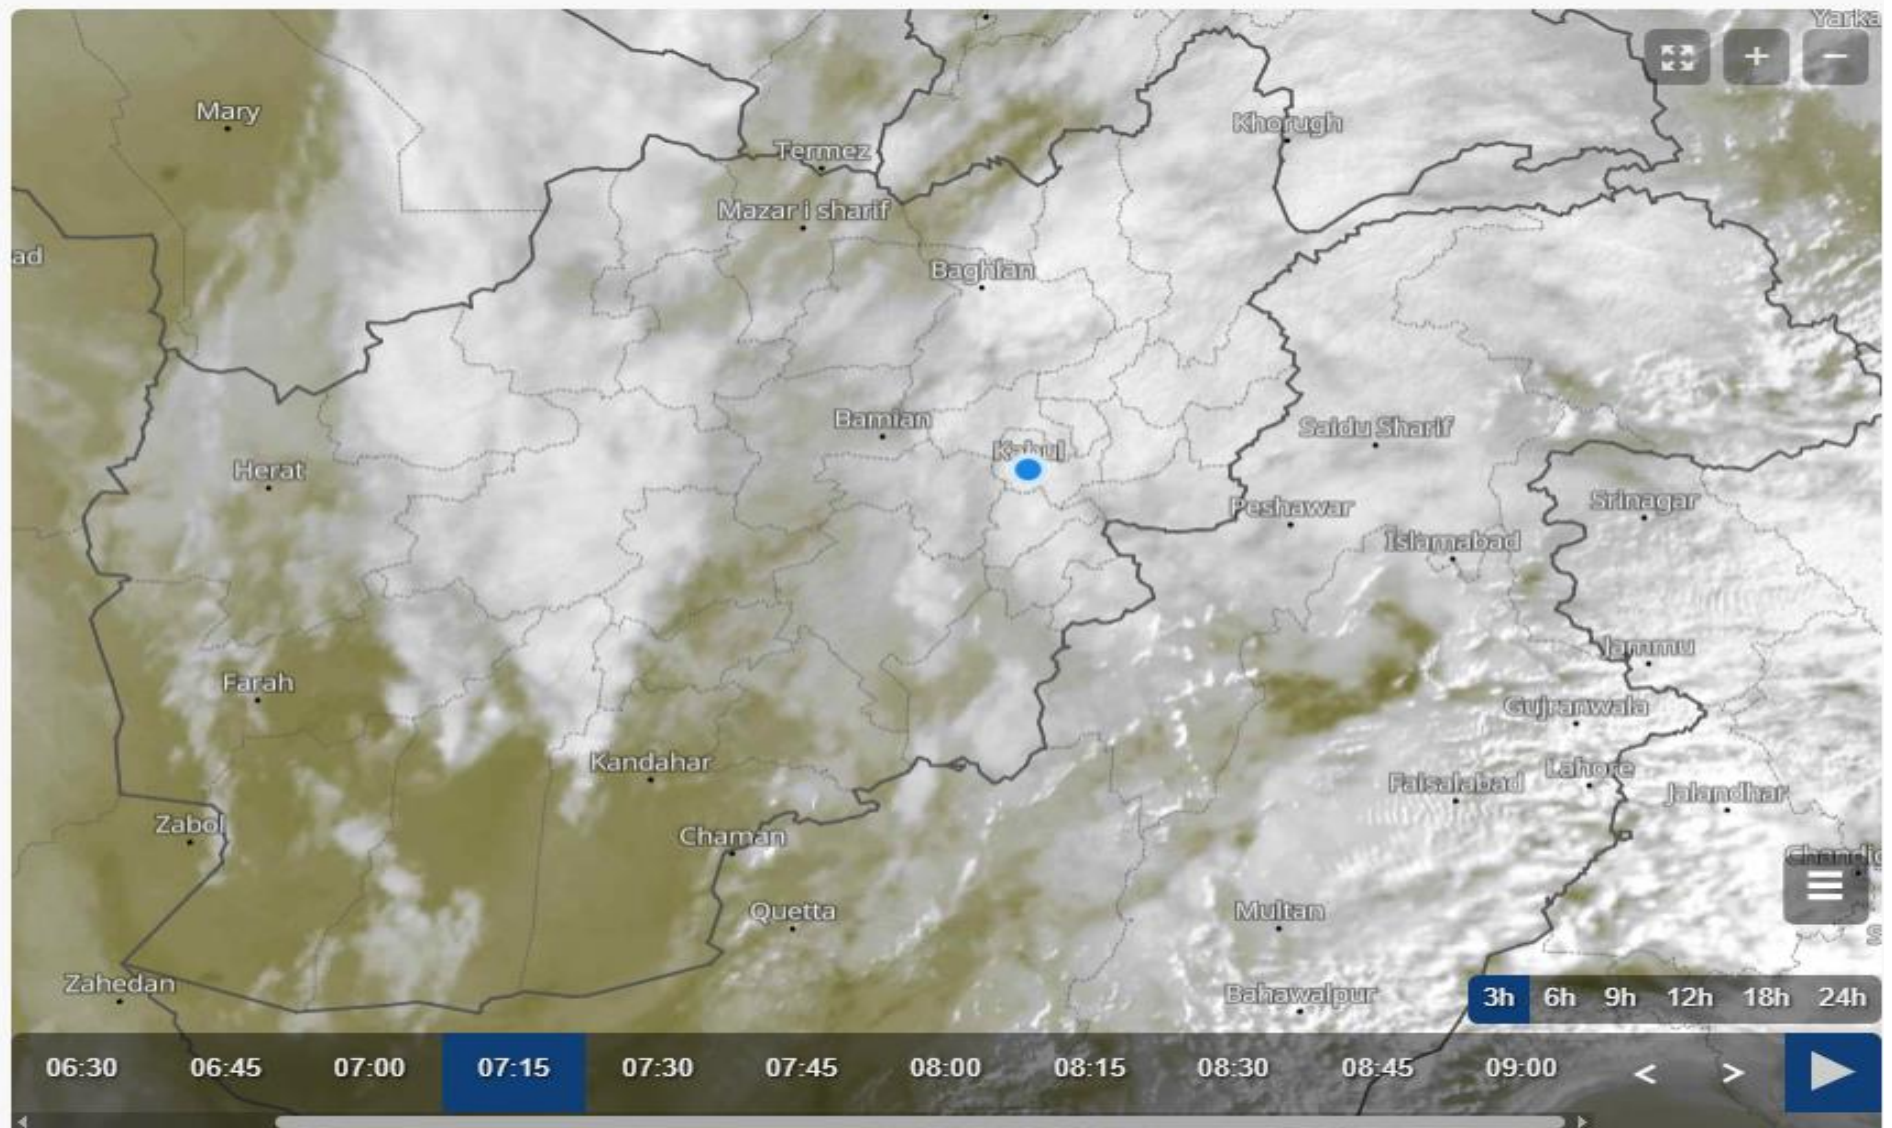 Yarka
Mary
Khorugh
Termez
Mazar i sharif
ad
Baghlan
Bamian
Saidu Sharif
Kabul
Herat
Peshawar
Srinagar
Islamabad
Jammu
Farah
Gujranwala
Kandahar
Lahore
Faisalabad
Jalandhar
Zabol
Chaman
Chandig
Quetta
Multan
S
Zahedan
Bahawalpur
3h 6h 9h 12h 18h 24h
06:30 06:45 07:00 07:15 07:30 07:45 08:00 08:15 08:30 08:45 09:00 < >